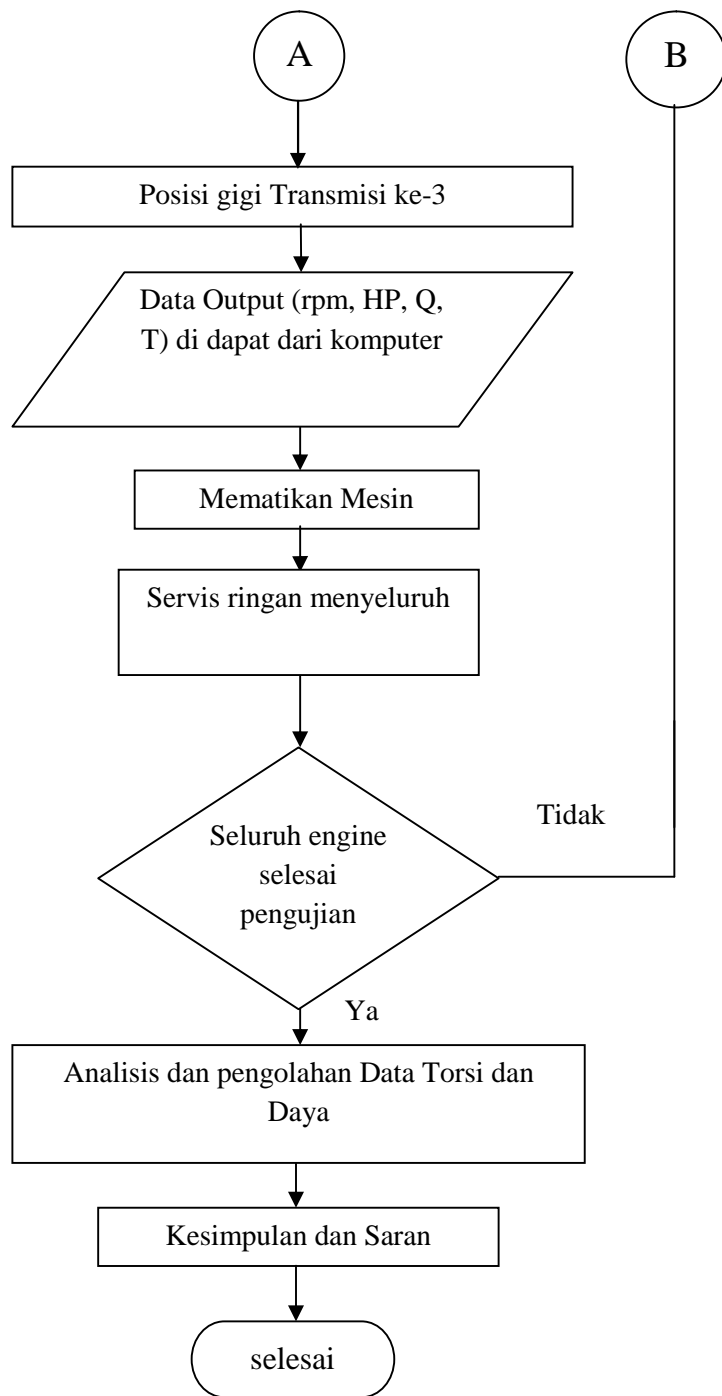 A
B
Posisi gigi Transmisi ke-3
Data Output (rpm, HP, Q,
T) di dapat dari komputer
Mematikan Mesin
Servis ringan menyeluruh
Tidak
Seluruh engine
selesai
pengujian
Ya
Analisis dan pengolahan Data Torsi dan
Daya
Kesimpulan dan Saran
selesai